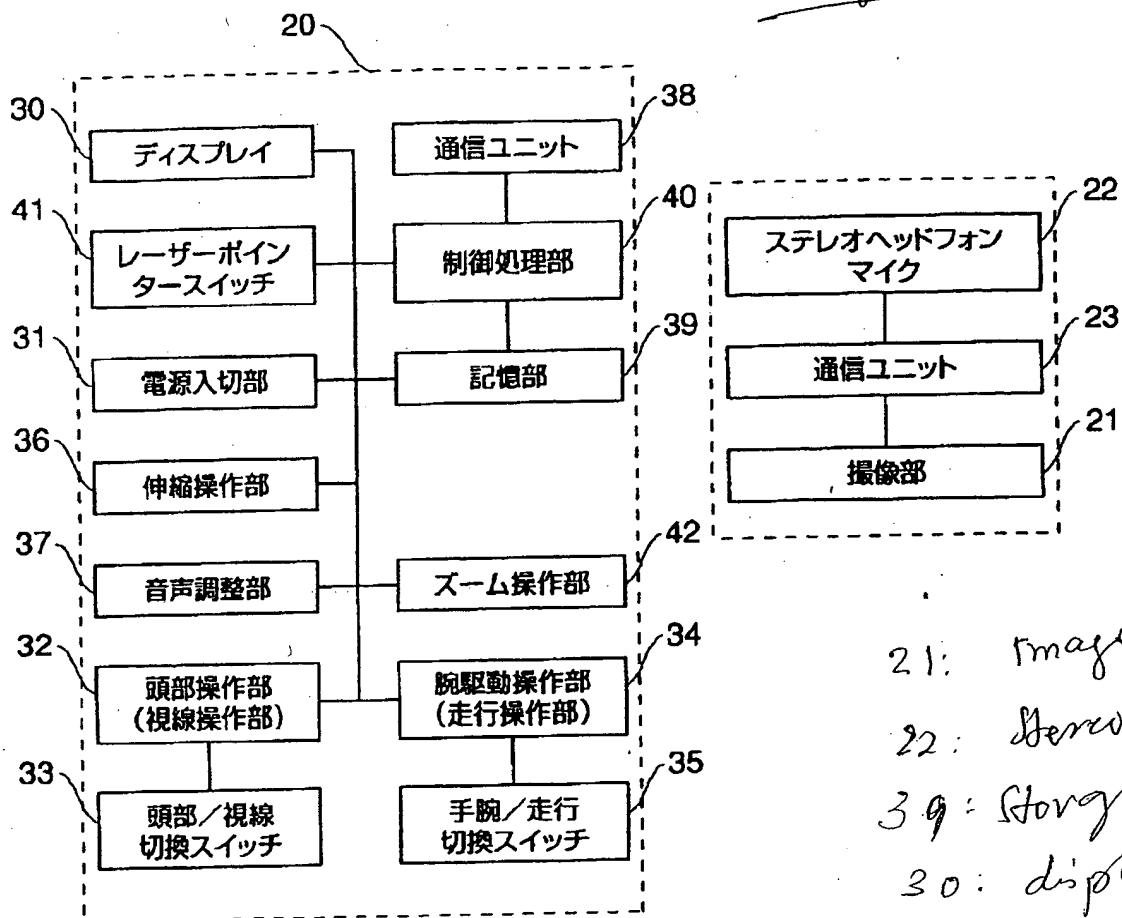 20
30
ディスプレイ
38
通信ユニット
41
レーザーポイン
タースイッチ
40
制御処理部
22
ステレオヘッドフォン
マイク
31
電源入切部
39
記憶部
23
通信ユニット
36
伸縮操作部
21
撮像部
37
音声調整部
42
ズーム操作部
32
頭部操作部
(視線操作部)
34
腕駆動操作部
(走行操作部)
33
頭部/視線
切換スイッチ
35
手腕/走行
切換スイッチ
21: Image
22: Stereo
39: Storg
30: disp